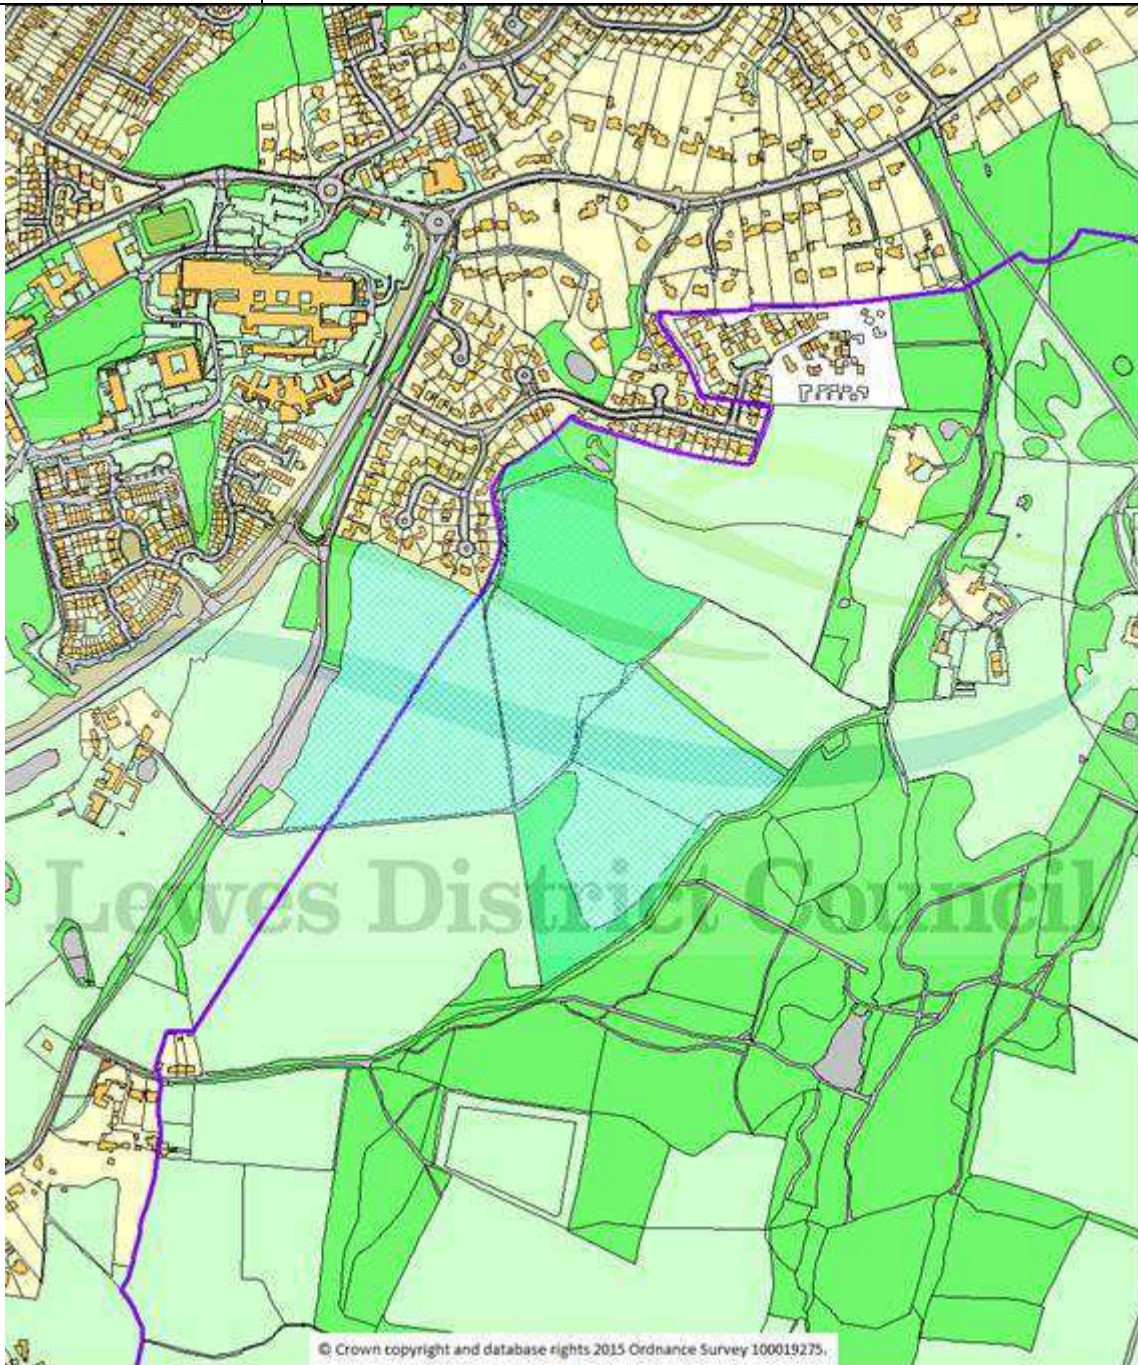 Lewes District Council
© Crown copyright and database rights 2015 Ordnance Survey 100019275.